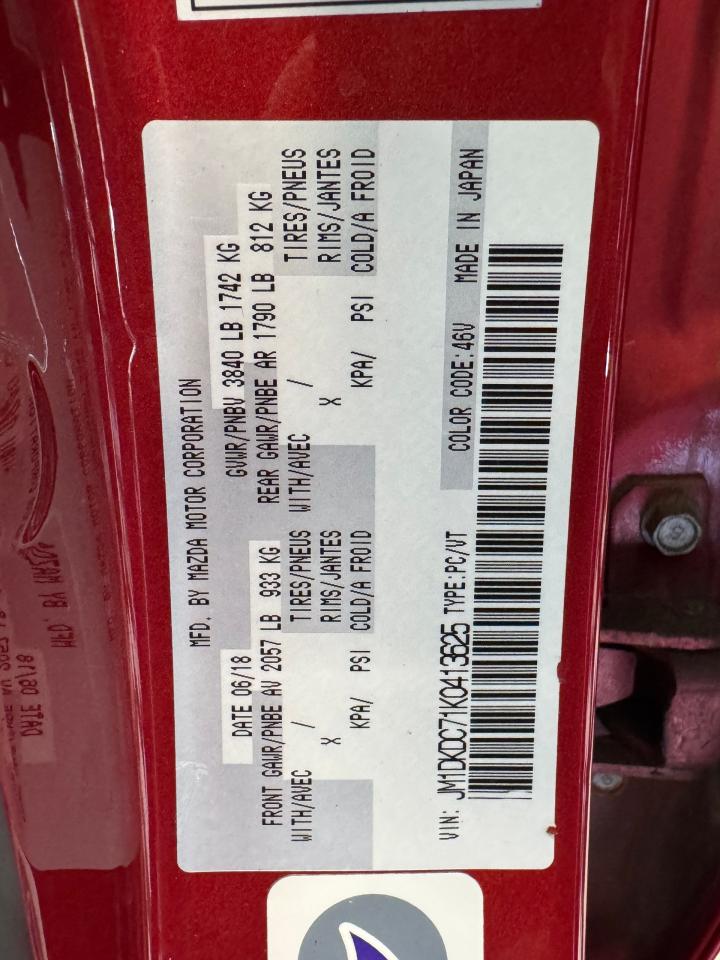 MFD. BY MAZDA MOTOR CORPORATION
DATE 06/18 GVWR/PNBV 3840 LB 1742 KG
FRONT GAWR/PNBE AV 2057 LB 933 KG REAR GAWR/PNBE AR 1790 LB 812 KG
WITH/AVEC / TIRES/PNEUS WITH/AVEC / TIRES/PNEUS
X RIMS/JANTES X RIMS/JANTES
KPA/ PSI COLD/A FROID KPA/ PSI COLD/A FROID
VIN: JM1DKDC71K0413625 TYPE:PC/VT COLOR CODE:46V MADE IN JAPAN